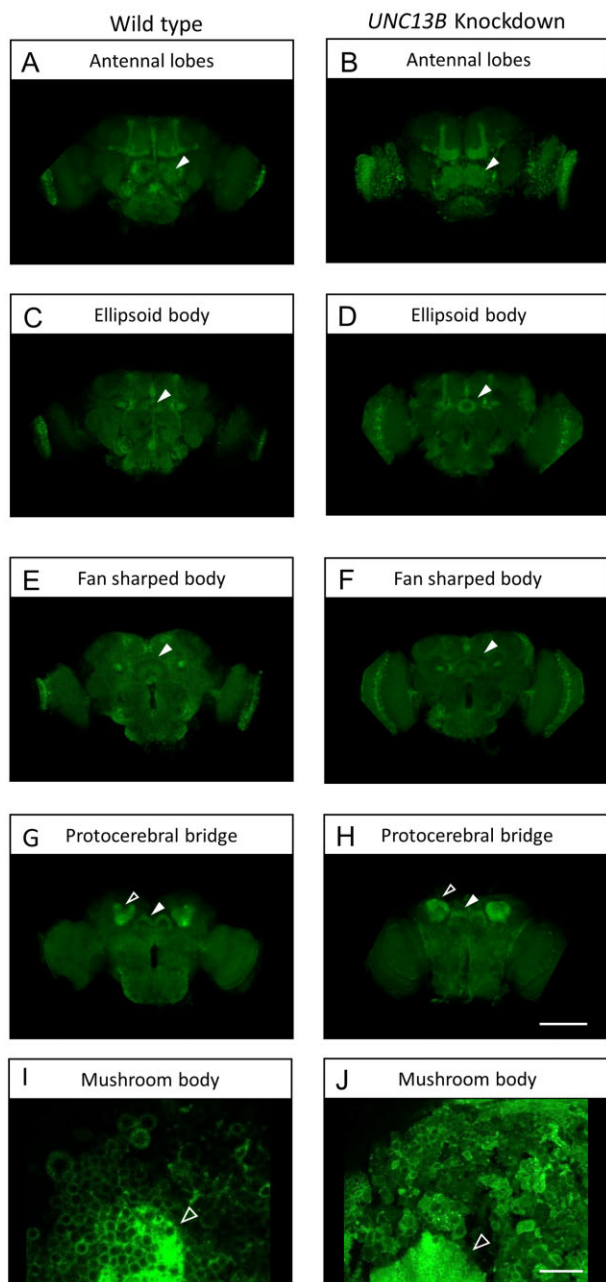 Wild type
UNC13B Knockdown
A
Antennal lobes
B
Antennal lobes
C
Ellipsoid body
D
Ellipsoid body
E
Fan sharped body
F
Fan sharped body
G
Protocerebral bridge
H
Protocerebral bridge
I
Mushroom body
J
Mushroom body